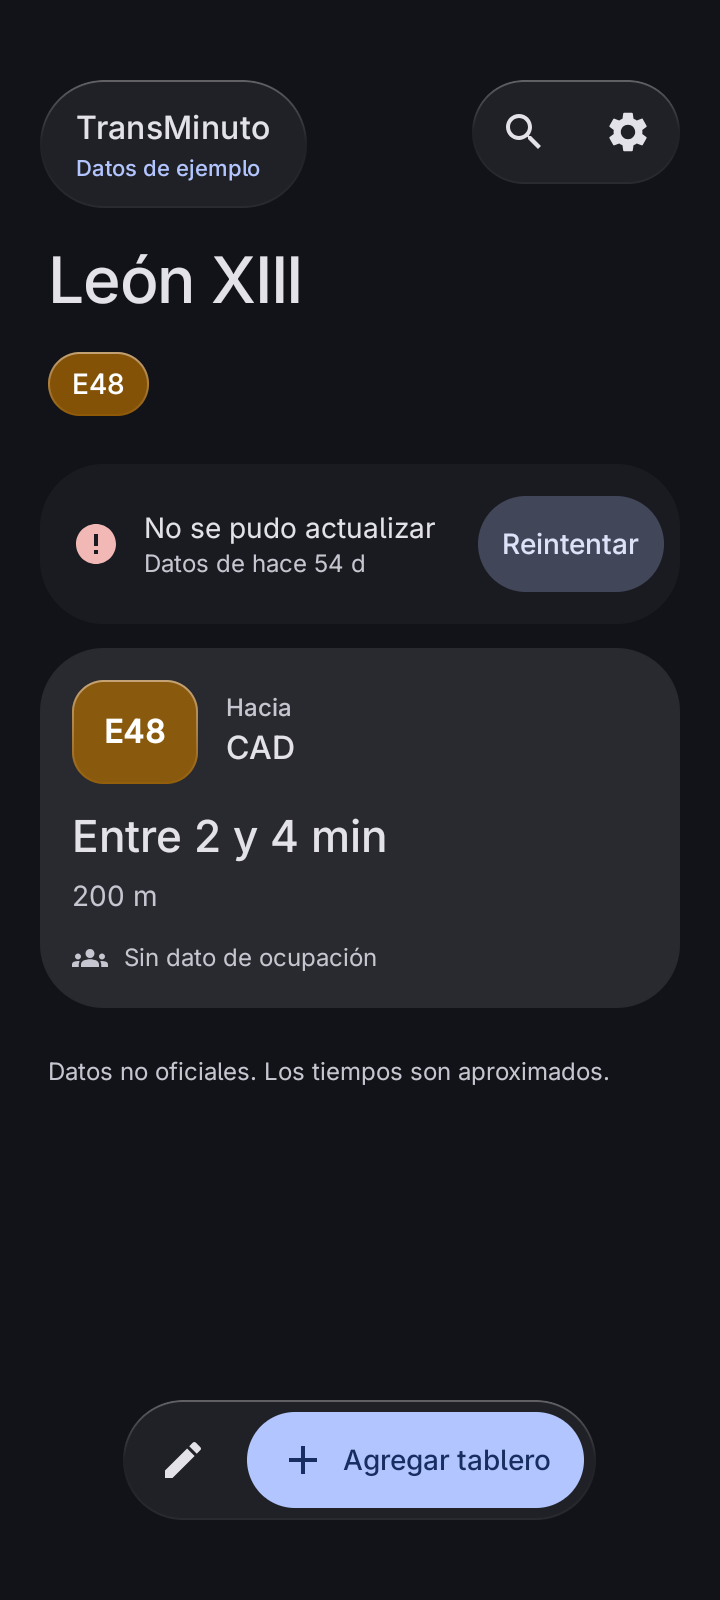 TransMinuto
Datos de ejemplo
León XIII
E48
No se pudo actualizar
Datos de hace 54 d
Reintentar
E48
Hacia
CAD
Entre 2 y 4 min
200 m
Sin dato de ocupación
Datos no oficiales. Los tiempos son aproximados.
Agregar tablero